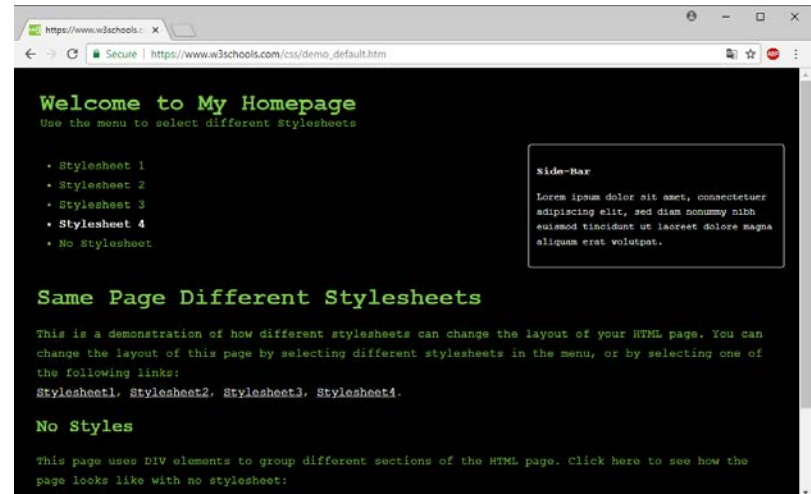 https://www.w3schools.c
Secure
https://www.w3schools.com/css/demo_default.htm
ABP
Welcome to My Homepage
Use the menu to select different Stylesheets
Stylesheet 1
Stylesheet 2
Stylesheet 3
Stylesheet 4
No Stylesheet
Side-Bar
Lorem ipsum dolor sit amet, consectetuer
adipiscing elit, sed diam nonummy nibh
euismod tincidunt ut laoreet dolore magna
aliquam erat volutpat.
Same Page Different Stylesheets
This is a demonstration of how different stylesheets can change the layout of your HTML page. You can
change the layout of this page by selecting different stylesheets in the menu, or by selecting one of
the following links:
Stylesheet1, Stylesheet2, Stylesheet3, Stylesheet4.
No Styles
This page uses DIV elements to group different sections of the HTML page. Click here to see how the
page looks like with no stylesheet: